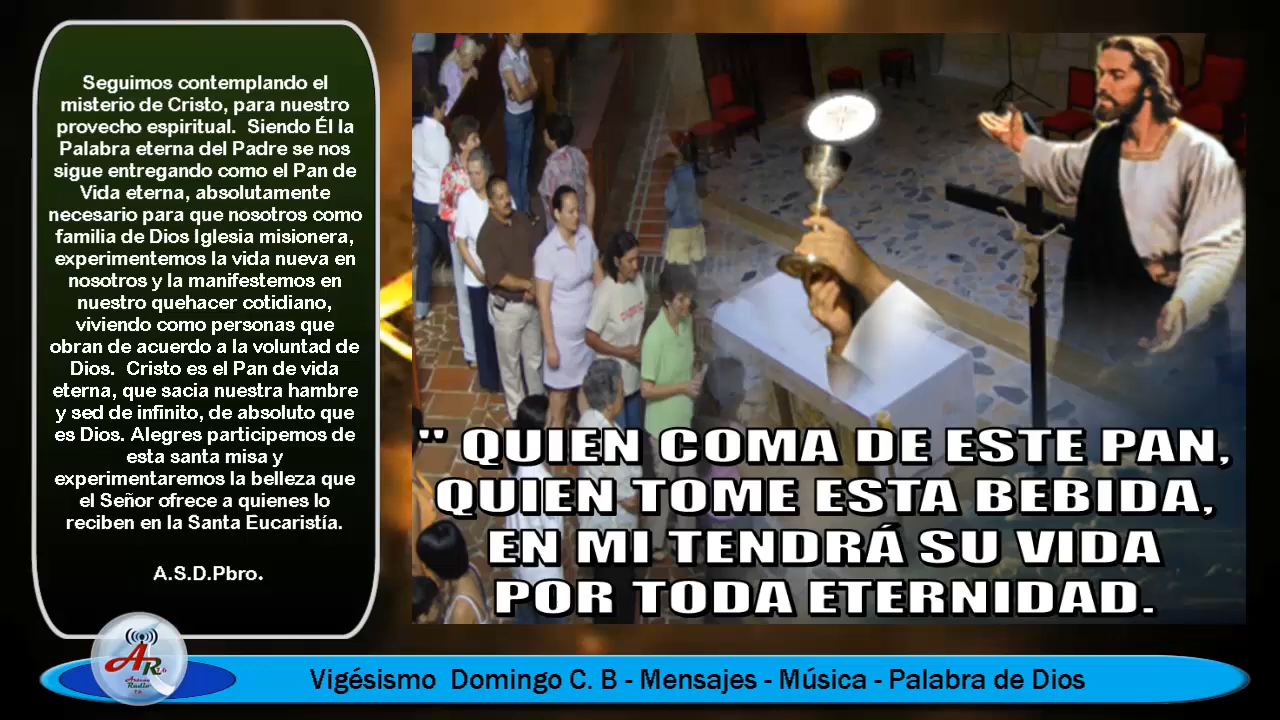 Seguimos contemplando el
misterio de Cristo, para nuestro
provecho espiritual.  Siendo Él la
Palabra eterna del Padre se nos
sigue entregando como el Pan de
Vida eterna, absolutamente
necesario para que nosotros como
familia de Dios Iglesia misionera,
experimentemos la vida nueva en
nosotros y la manifestemos en
nuestro quehacer cotidiano,
viviendo como personas que
obran de acuerdo a la voluntad de
Dios.  Cristo es el Pan de vida
eterna, que sacia nuestra hambre
y sed de infinito, de absoluto que
es Dios. Alegres participemos de
esta santa misa y
experimentaremos la belleza que
el Señor ofrece a quienes lo
reciben en la Santa Eucaristía.
A.S.D.Pbro.
" QUIEN COMA DE ESTE PAN,
QUIEN TOME ESTA BEBIDA,
EN MI TENDRÁ SU VIDA
POR TODA ETERNIDAD.
AR
Radio
Vigésismo  Domingo C. B - Mensajes - Música - Palabra de Dios